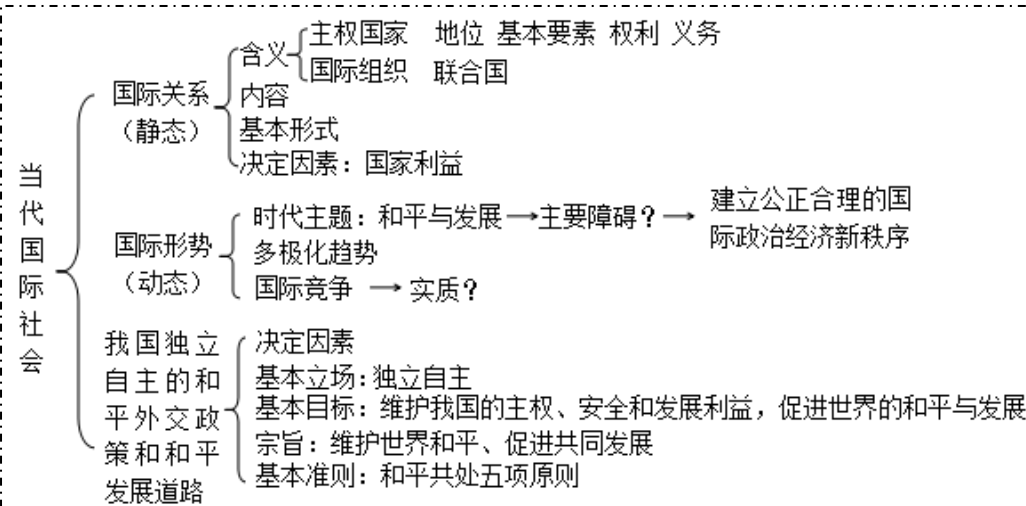 当代国际社会
国际关系
（静态）
含义
主权国家 地位 基本要素 权利 义务
国际组织 联合国
内容
基本形式
决定因素：国家利益
国际形势
（动态）
时代主题：和平与发展→主要障碍？→建立公正合理的国
际政治经济新秩序
多极化趋势
国际竞争 → 实质？
我国独立
自主的和
平外交政
策和和平
发展道路
决定因素
基本立场：独立自主
基本目标：维护我国的主权、安全和发展利益，促进世界的和平与发展
宗旨：维护世界和平、促进共同发展
基本准则：和平共处五项原则